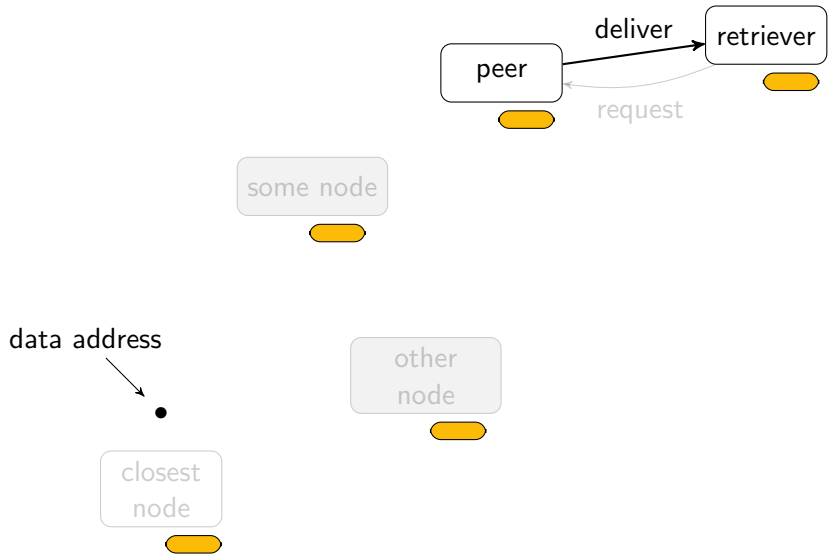 deliver
retriever
peer
request
some node
data address
other
node
closest
node